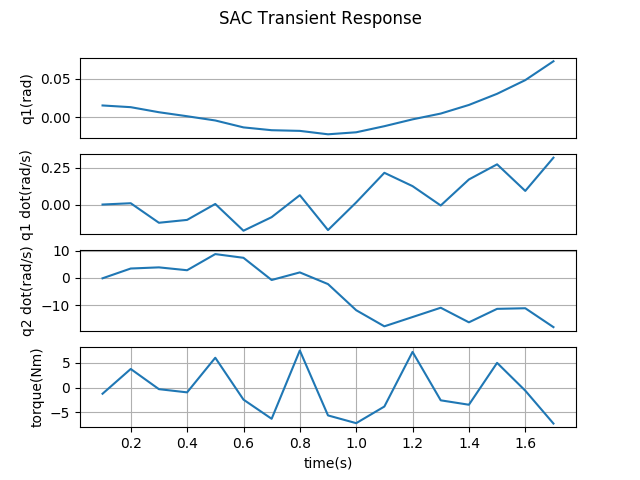 SAC Transient Response
q1(rad)
0.05
0.00
q1 dot(rad/s)
0.25
0.00
q2 dot(rad/s)
10
0
−10
torque(Nm)
5
0
−5
0.2 0.4 0.6 0.8 1.0 1.2 1.4 1.6
time(s)